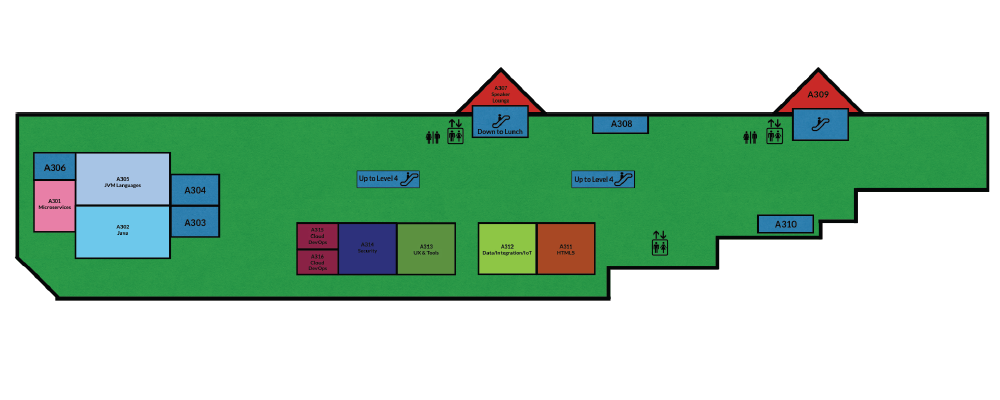 A307
Speaker
Lounge
A309
Down to Lunch
A308
A306
A305
JVM Languages
A304
Up to Level 4
Up to Level 4
A301
Microservices
A302
Java
A303
A310
A315
Cloud
DevOps
A316
Cloud
DevOps
A314
Security
A313
UX & Tools
A312
Data/Integration/IoT
A311
HTML5